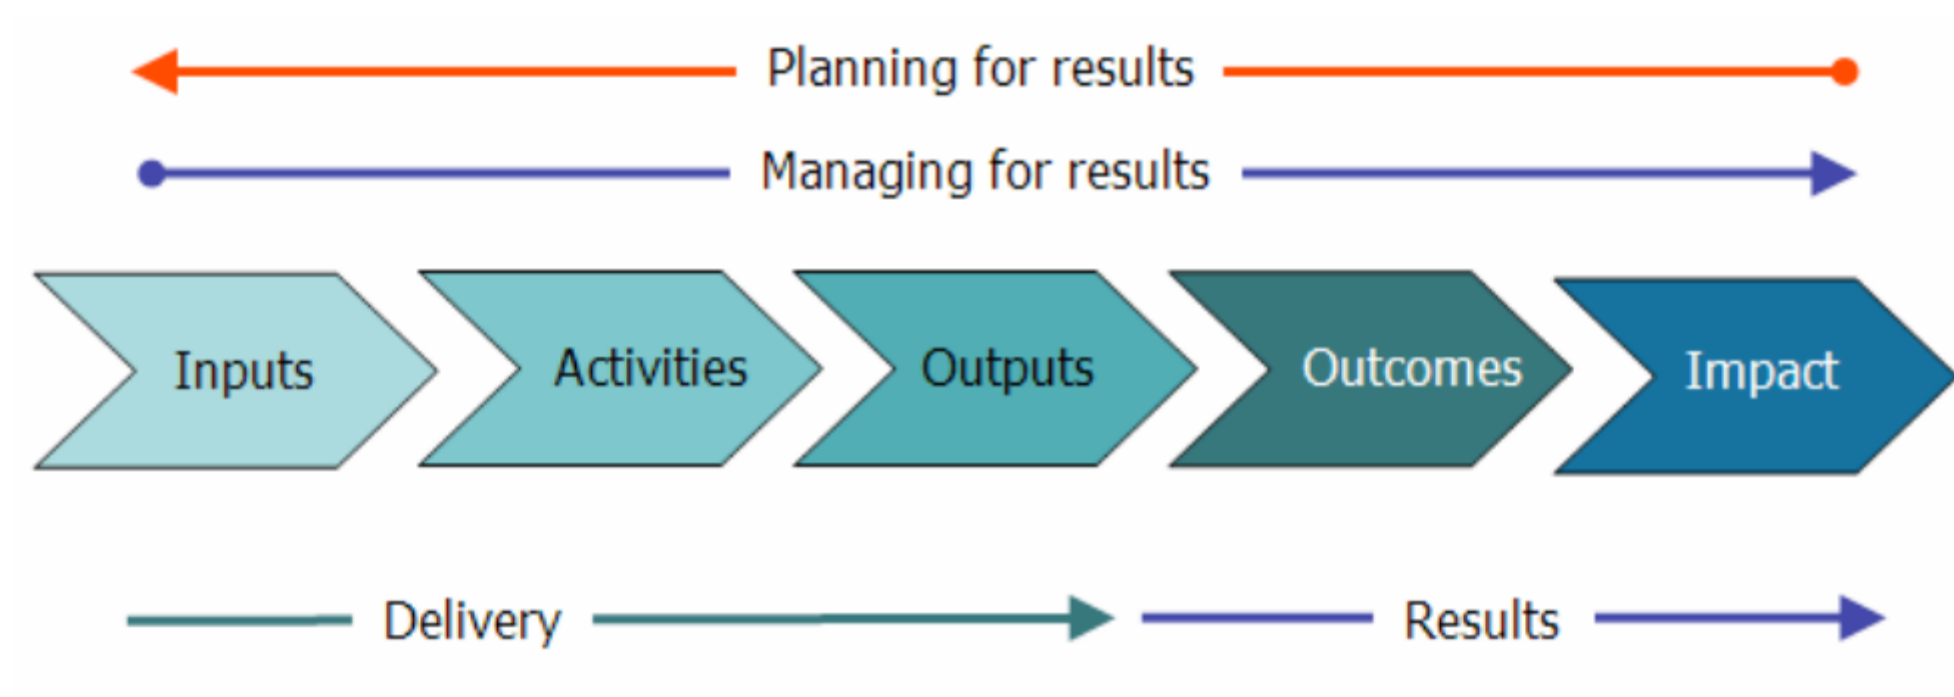 Planning for results
Managing for results
Inputs
Activities
Outputs
Outcomes
Impact
Delivery
Results